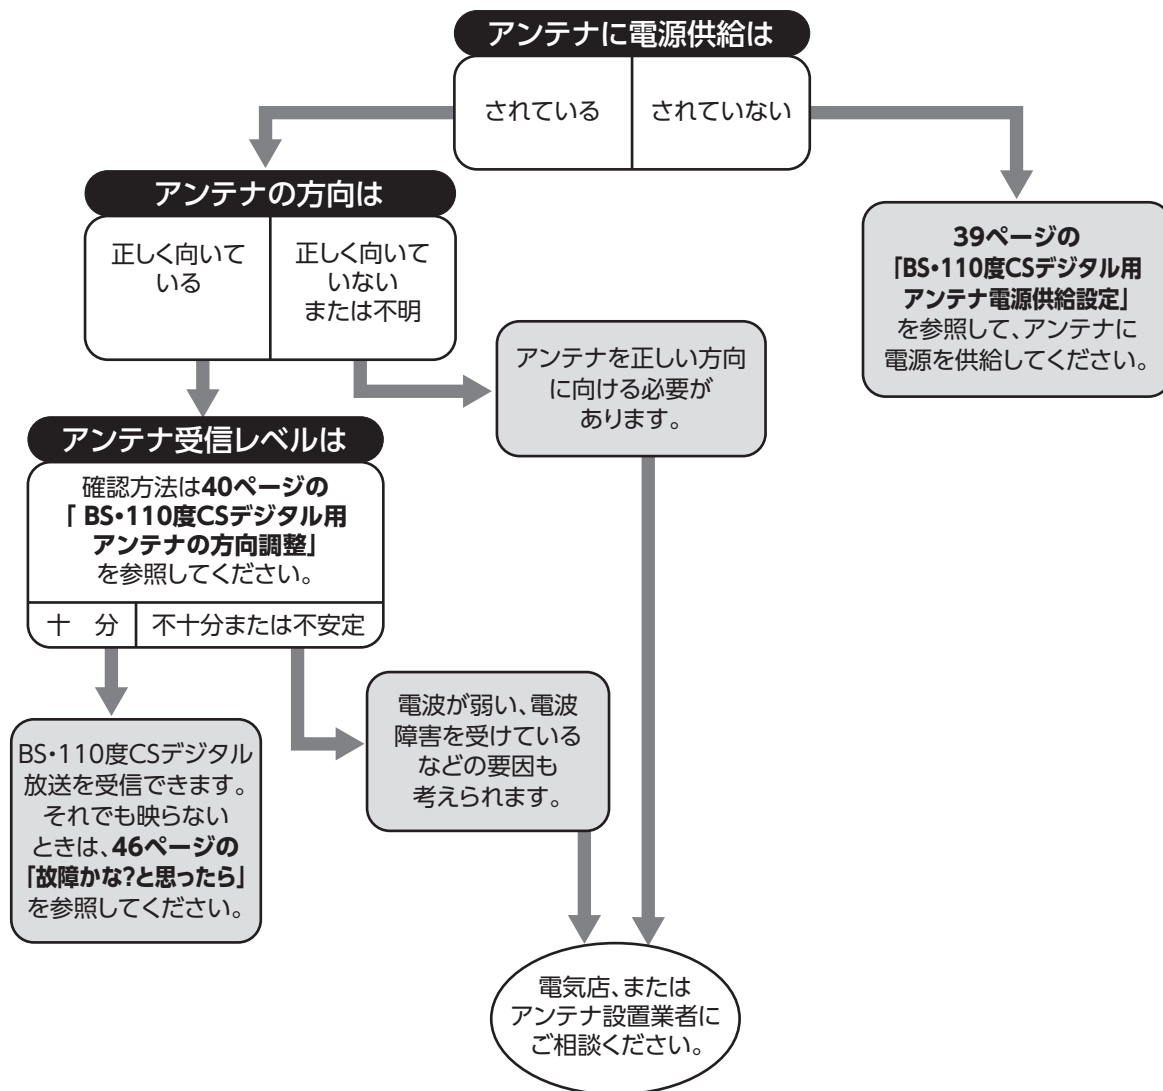 アンテナに電源供給は
されている
されていない
アンテナの方向は
正しく向いて
いる
正しく向いて
いない
または不明
39ページの
「BS・110度CSデジタル用
アンテナ電源供給設定」
を参照して、アンテナに
電源を供給してください。
アンテナを正しい方向
に向ける必要が
あります。
アンテナ受信レベルは
確認方法は40ページの
「 BS・110度CSデジタル用
アンテナの方向調整」
を参照してください。
十　分
不十分または不安定
電波が弱い、電波
障害を受けている
などの要因も
考えられます。
BS・110度CSデジタル
放送を受信できます。
それでも映らない
ときは、46ページの
「故障かな?と思ったら」
を参照してください。
電気店、または
アンテナ設置業者に
ご相談ください。